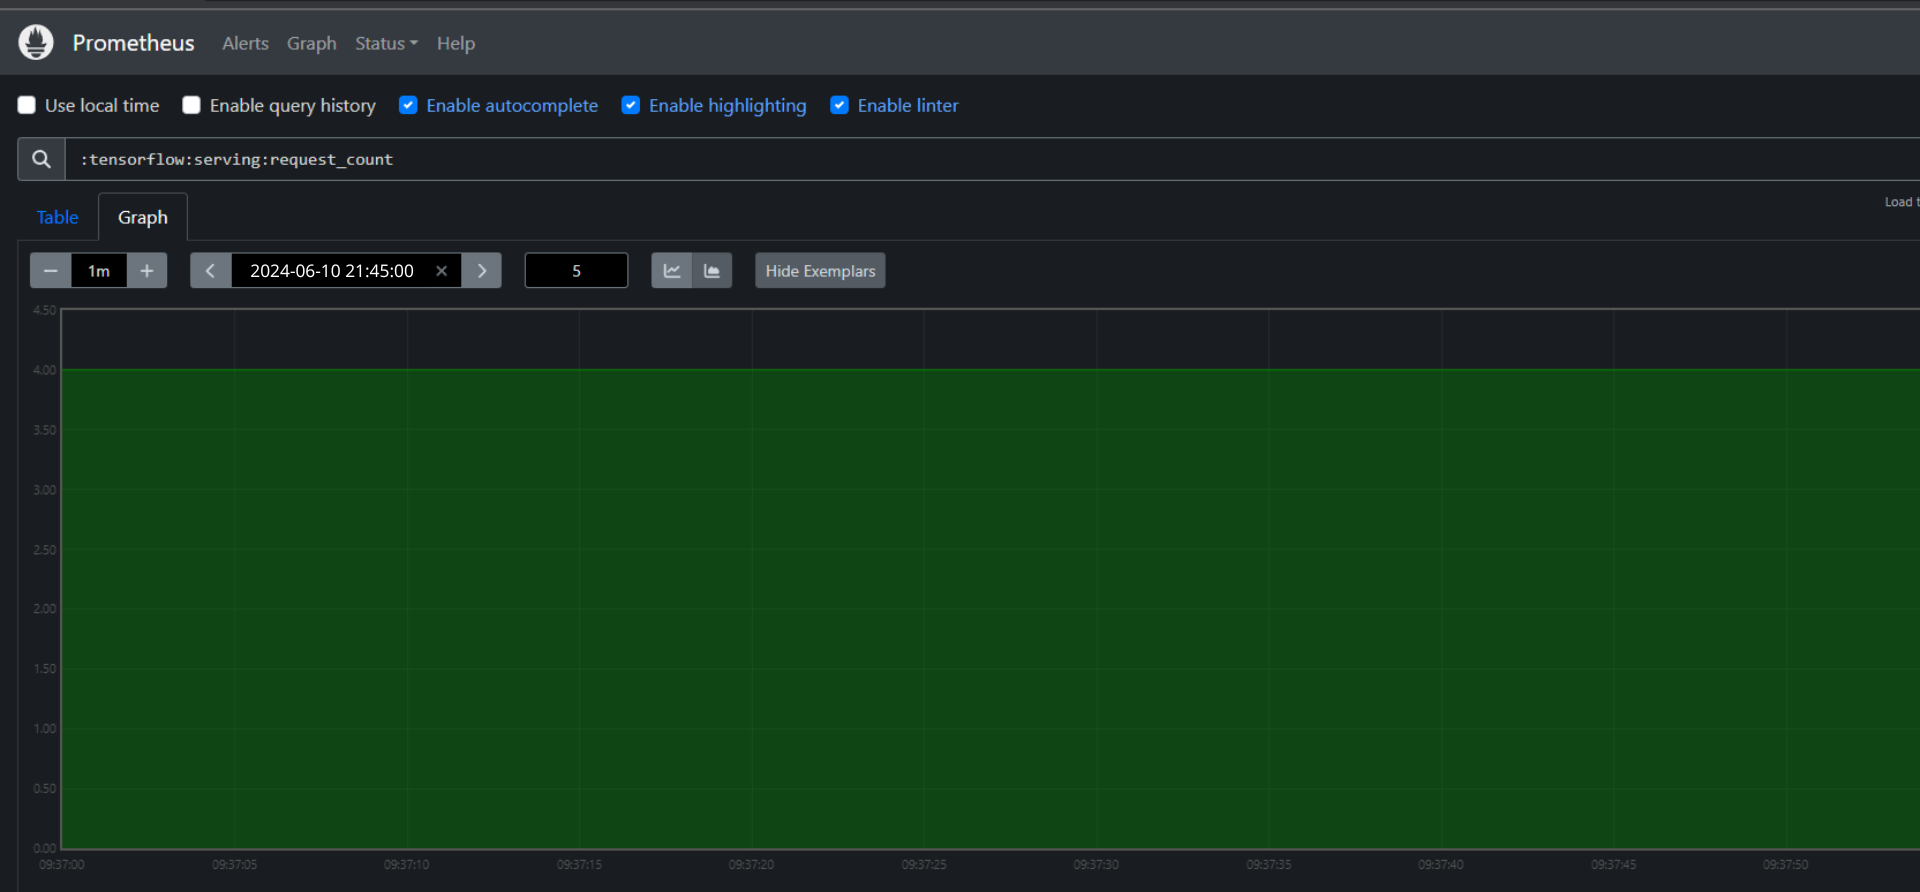 Prometheus Alerts Graph Status Help
Use local time Enable query history Enable autocomplete Enable highlighting Enable linter
:tensorflow:serving:request_count
Load t
Table Graph
1m 2024-06-10 21:45:00 5 Hide Exemplars
4.50
4.00
3.50
3.00
2.50
2.00
1.50
1.00
0.50
0.00
09:37:00 09:37:05 09:37:10 09:37:15 09:37:20 09:37:25 09:37:30 09:37:35 09:37:40 09:37:45 09:37:50